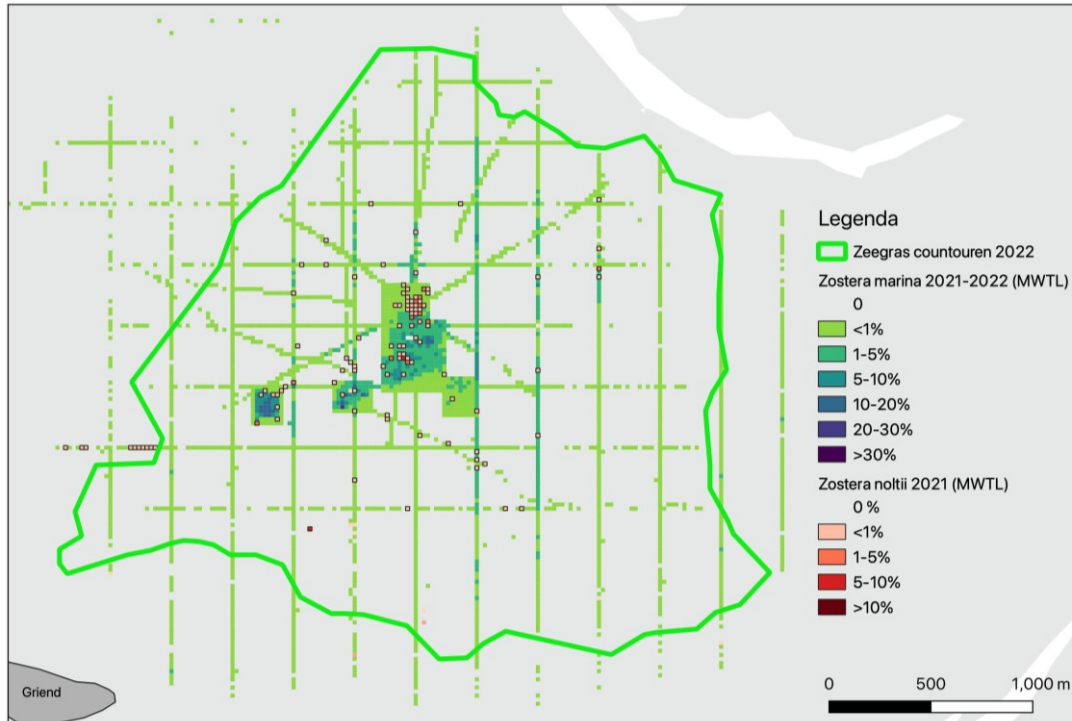 Legenda
Zeegras countouren 2022
Zostera marina 2021-2022 (MWTL)
0
<1%
1-5%
5-10%
10-20%
20-30%
>30%
Zostera noltii 2021 (MWTL)
0 %
<1%
1-5%
5-10%
>10%
Griend
0 500 1,000 m